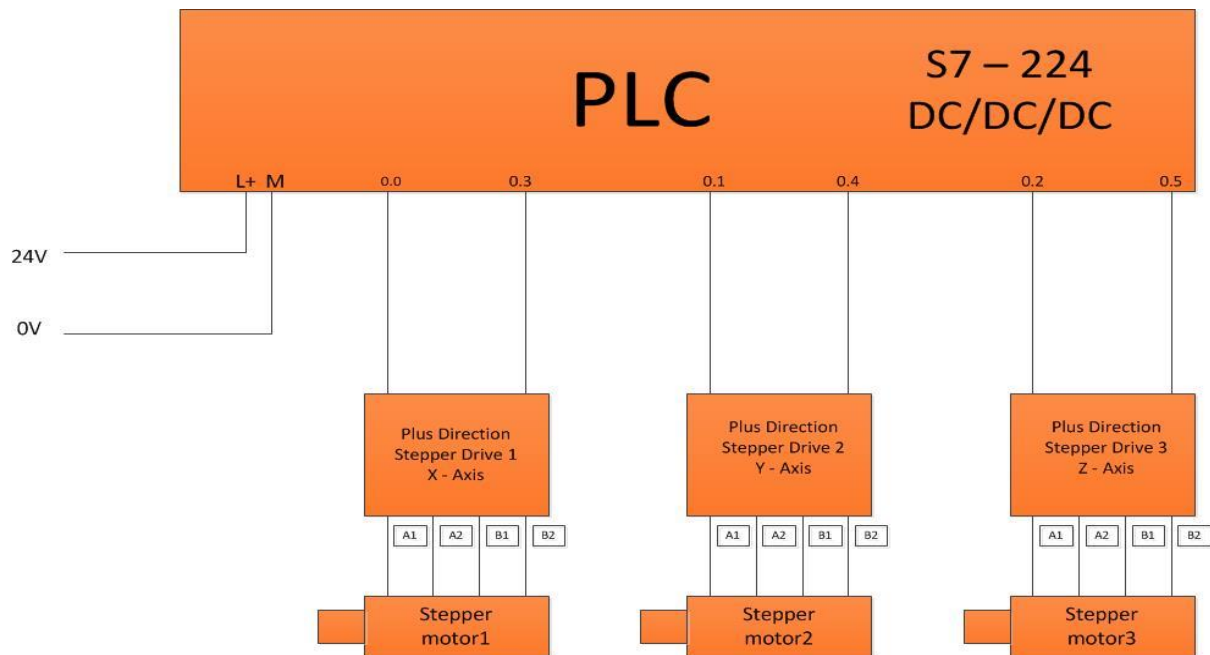 PLC
S7 – 224
DC/DC/DC
L+ M 0.0 0.3 0.1 0.4 0.2 0.5
24V
0V
Plus Direction
Stepper Drive 1
X - Axis
Plus Direction
Stepper Drive 2
Y - Axis
Plus Direction
Stepper Drive 3
Z - Axis
A1 A2 B1 B2
A1 A2 B1 B2
A1 A2 B1 B2
Stepper
motor1
Stepper
motor2
Stepper
motor3